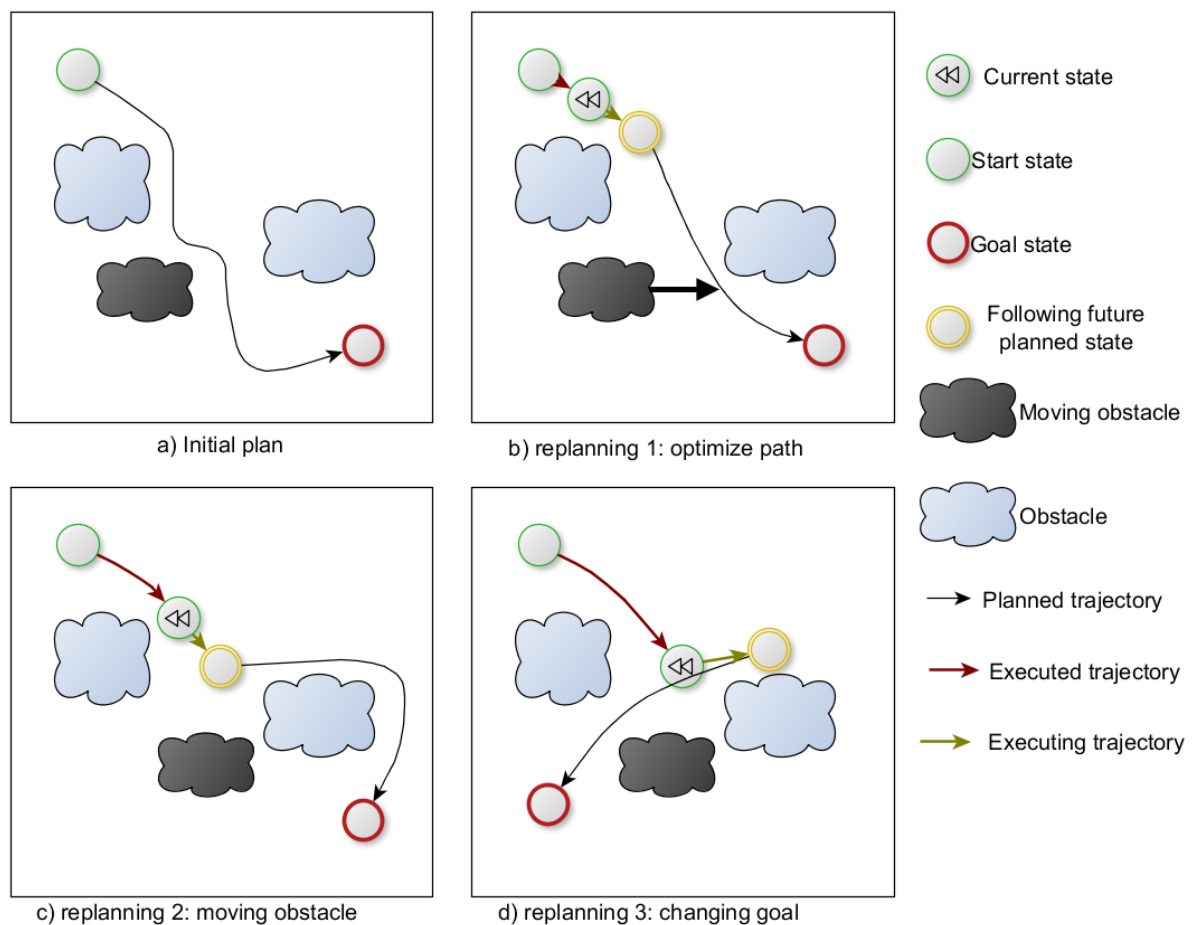 a) Initial plan
b) replanning 1: optimize path
c) replanning 2: moving obstacle
d) replanning 3: changing goal
Current state
Start state
Goal state
Following future
planned state
Moving obstacle
Obstacle
Planned trajectory
Executed trajectory
Executing trajectory